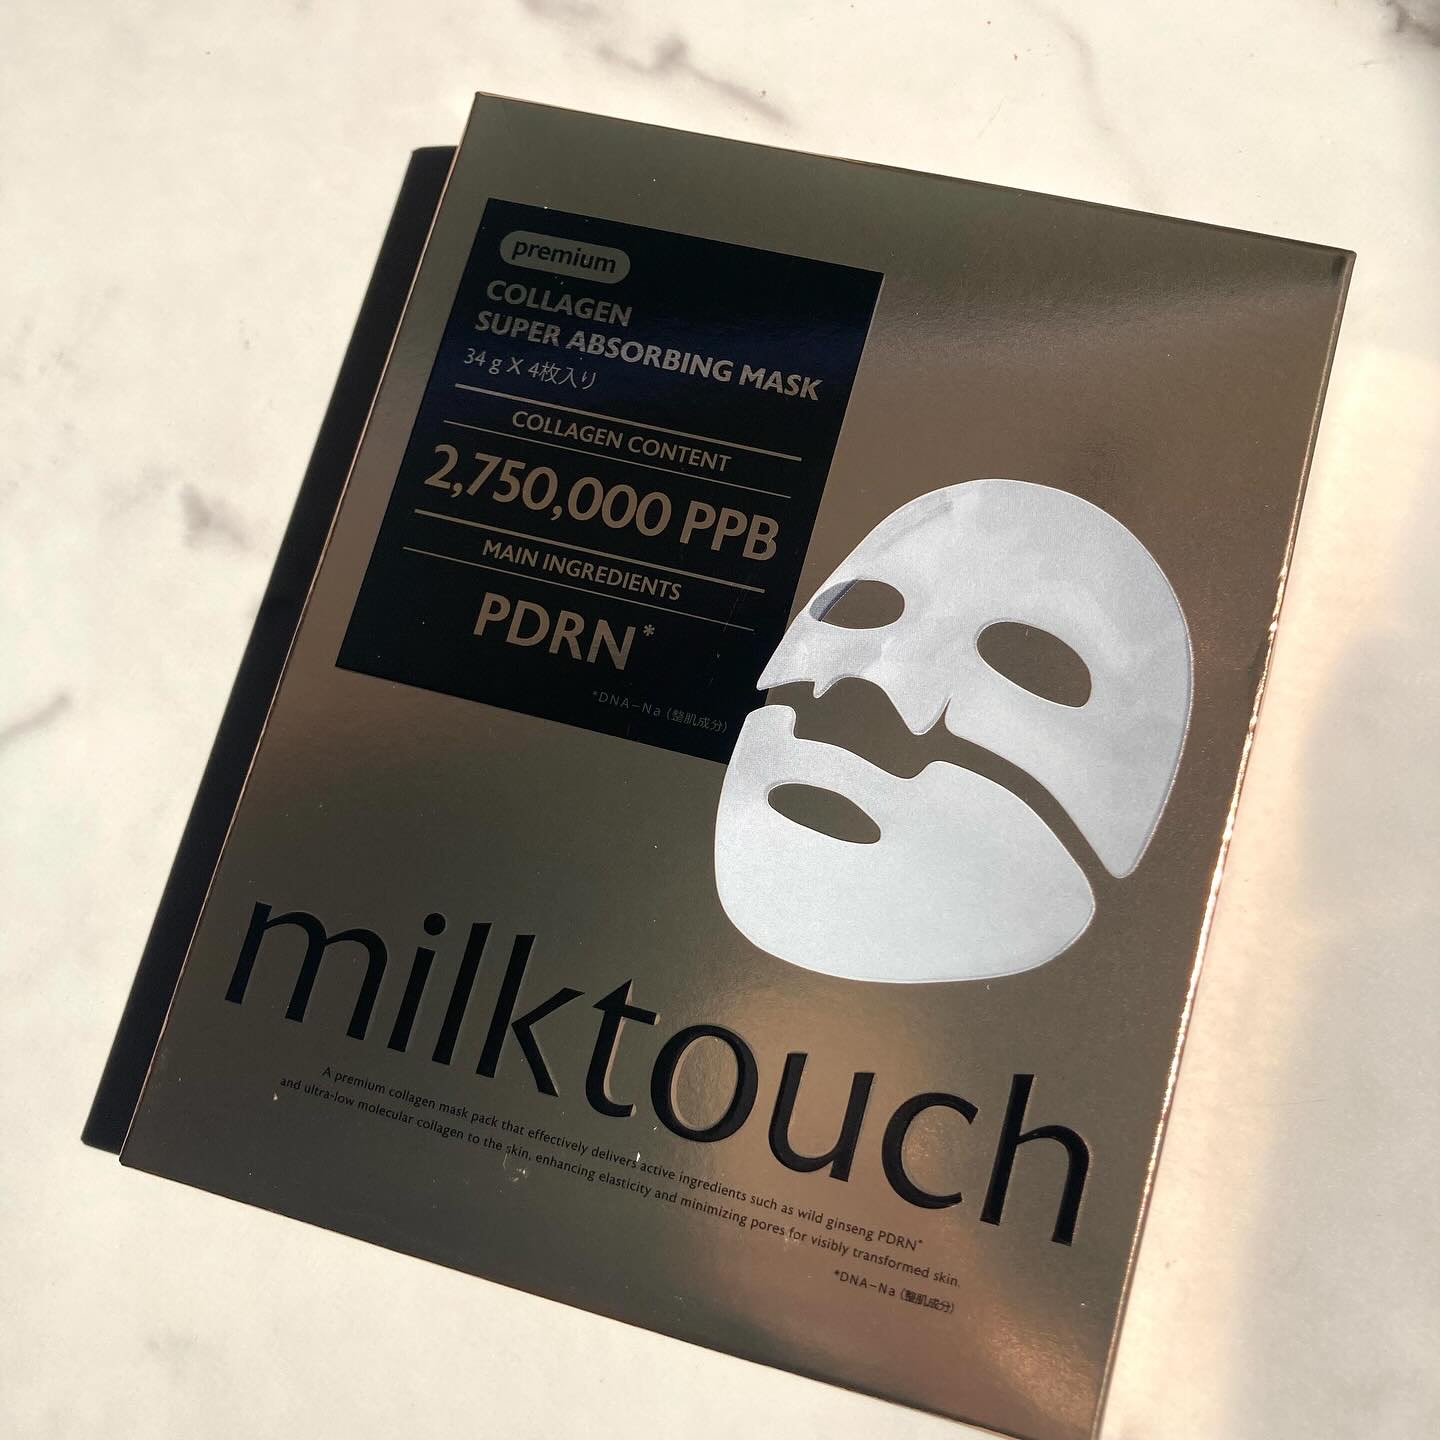 premium
COLLAGEN
SUPER ABSORBING MASK
34 g X 4枚入り
COLLAGEN CONTENT
2,750,000 PPB
MAIN INGREDIENTS
PDRN*
*DNA-Na (整肌成分)
milktouch
A premium collagen mask pack that effectively delivers active ingredients such as wild ginseng PDRN*
and ultra-low molecular collagen to the skin, enhancing elasticity and minimizing pores for visibly transformed skin.
*DNA-Na (整肌成分)